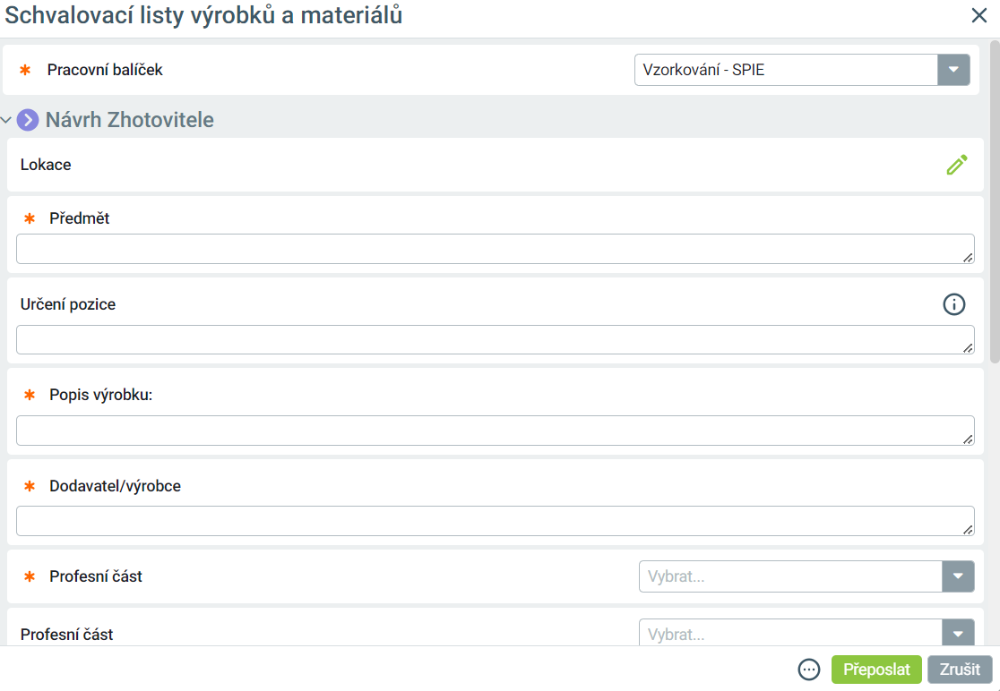 Schvalovací listy výrobků a materiálů
Pracovní balíček
Vzorkování - SPIE
Návrh Zhotovitele
Lokace
Předmět
Určení pozice
Popis výrobku:
Dodavatel/výrobce
Profesní část
Vybrat...
Profesní část
Vybrat...
Přeposlat
Zrušit